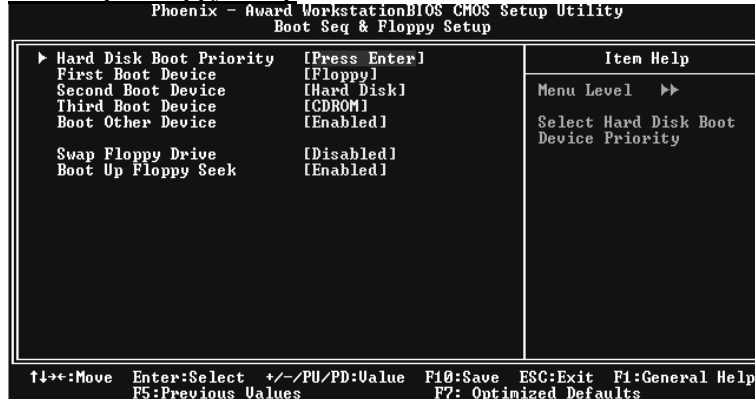 Phoenix - Award WorkstationBIOS CMOS Setup Utility
Boot Seq & Floppy Setup
▶ Hard Disk Boot Priority [Press Enter]
First Boot Device [Floppy]
Second Boot Device [Hard Disk]
Third Boot Device [CDROM]
Boot Other Device [Enabled]
Swap Floppy Drive [Disabled]
Boot Up Floppy Seek [Enabled]
Item Help
Menu Level ▶▶
Select Hard Disk Boot
Device Priority
↑↓→←:Move Enter:Select +/-/PU/PD:Value F10:Save ESC:Exit F1:General Help
F5:Previous Values F7: Optimized Defaults